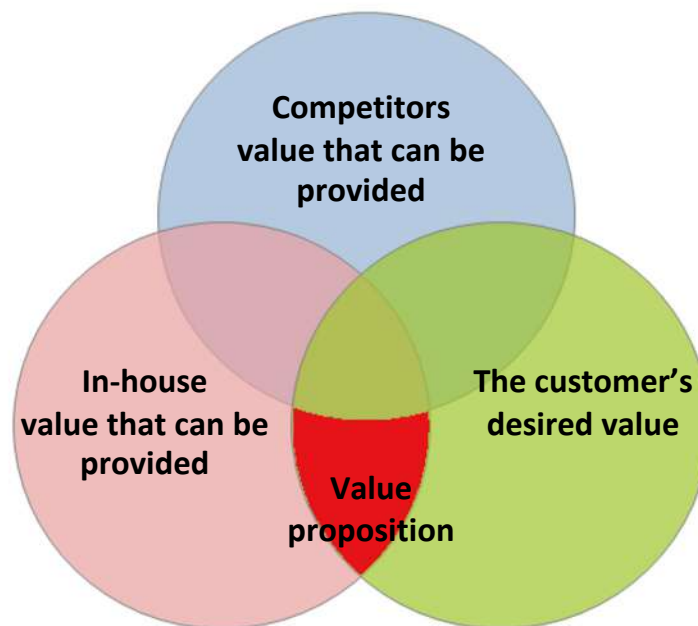 Competitors
value that can be
provided
In-house
value that can be
provided
The customer’s
desired value
Value
proposition